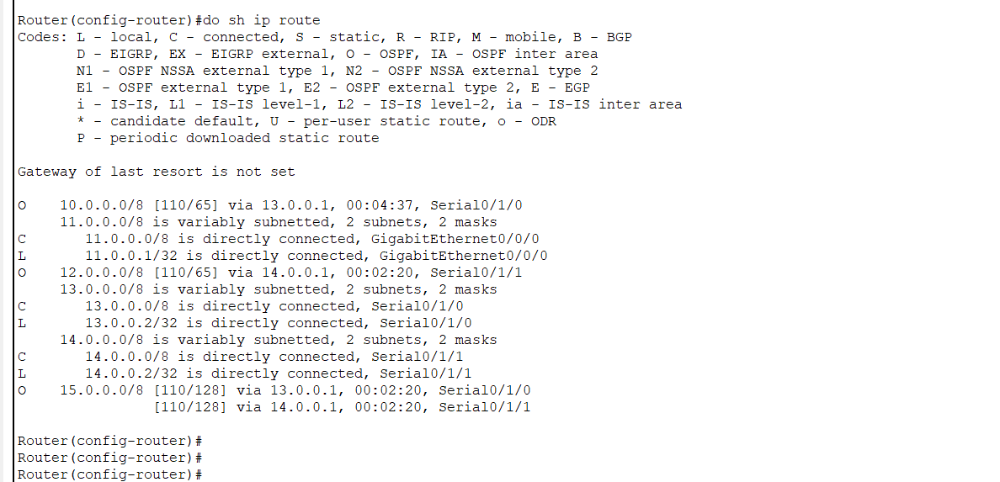 Router(config-router)#do sh ip route
Codes: L - local, C - connected, S - static, R - RIP, M - mobile, B - BGP
       D - EIGRP, EX - EIGRP external, O - OSPF, IA - OSPF inter area
       N1 - OSPF NSSA external type 1, N2 - OSPF NSSA external type 2
       E1 - OSPF external type 1, E2 - OSPF external type 2, E - EGP
       i - IS-IS, L1 - IS-IS level-1, L2 - IS-IS level-2, ia - IS-IS inter area
       * - candidate default, U - per-user static route, o - ODR
       P - periodic downloaded static route

Gateway of last resort is not set

O    10.0.0.0/8 [110/65] via 13.0.0.1, 00:04:37, Serial0/1/0
     11.0.0.0/8 is variably subnetted, 2 subnets, 2 masks
C       11.0.0.0/8 is directly connected, GigabitEthernet0/0/0
L       11.0.0.1/32 is directly connected, GigabitEthernet0/0/0
O    12.0.0.0/8 [110/65] via 14.0.0.1, 00:02:20, Serial0/1/1
     13.0.0.0/8 is variably subnetted, 2 subnets, 2 masks
C       13.0.0.0/8 is directly connected, Serial0/1/0
L       13.0.0.2/32 is directly connected, Serial0/1/0
     14.0.0.0/8 is variably subnetted, 2 subnets, 2 masks
C       14.0.0.0/8 is directly connected, Serial0/1/1
L       14.0.0.2/32 is directly connected, Serial0/1/1
O    15.0.0.0/8 [110/128] via 13.0.0.1, 00:02:20, Serial0/1/0
                [110/128] via 14.0.0.1, 00:02:20, Serial0/1/1

Router(config-router)#
Router(config-router)#
Router(config-router)#